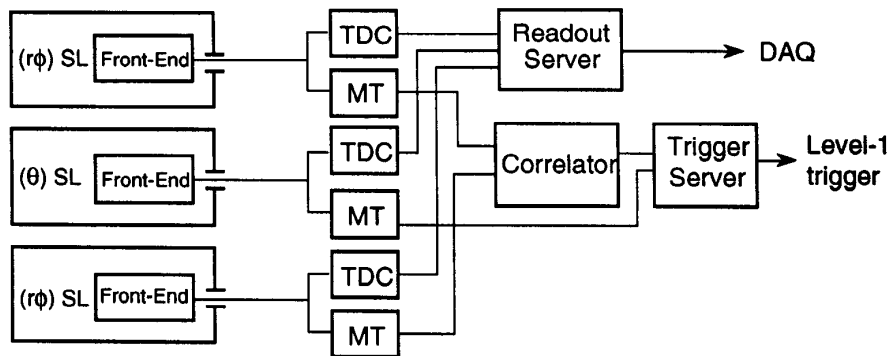 (rφ) SL
Front-End
TDC
MT
Readout
Server
DAQ
(θ) SL
Front-End
TDC
MT
Correlator
Trigger
Server
Level-1
trigger
(rφ) SL
Front-End
TDC
MT